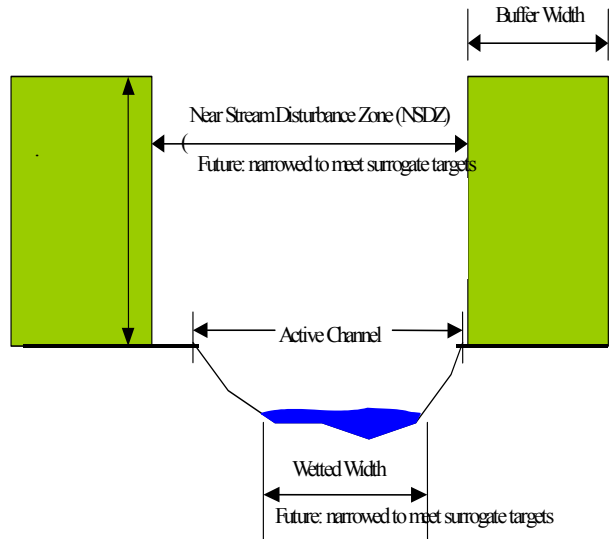 Buffer Width
Near Stream Disturbance Zone (NSDZ)
Future: narrowed to meet surrogate targets
Active Channel
Wetted Width
Future: narrowed to meet surrogate targets